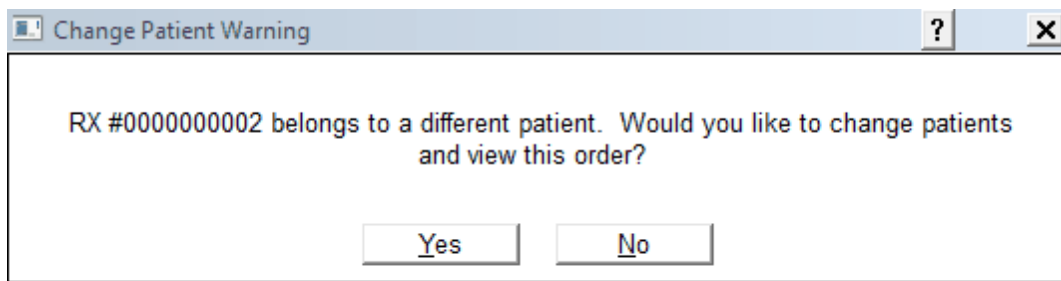 Change Patient Warning ?
RX #0000000002 belongs to a different patient.  Would you like to change patients
and view this order?
Yes No